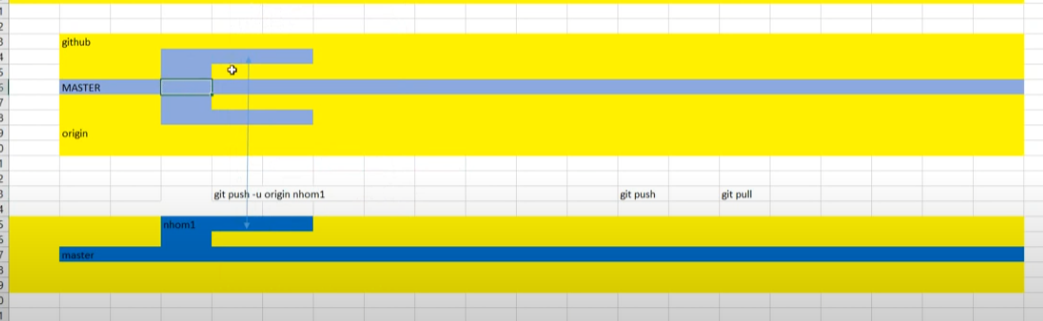 github
MASTER
origin
git push -u origin nhom1
git push
git pull
nhom1
master